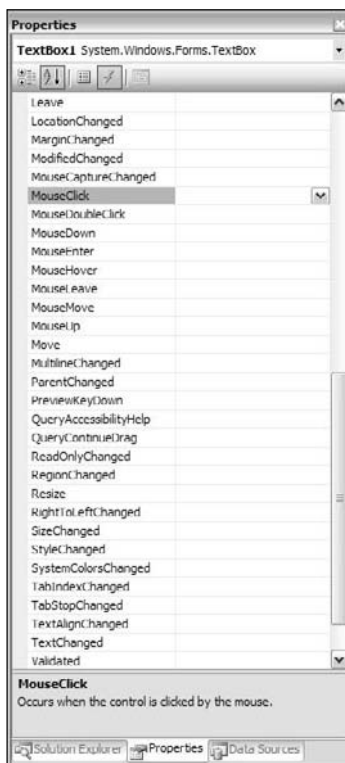 Properties
TextBox1 System.Windows.Forms.TextBox
Leave
LocationChanged
MarginChanged
ModifiedChanged
MouseCaptureChanged
MouseClick
MouseDoubleClick
MouseDown
MouseEnter
MouseHover
MouseLeave
MouseMove
MouseUp
Move
MultilineChanged
ParentChanged
PreviewKeyDown
QueryAccessibilityHelp
QueryContinueDrag
ReadOnlyChanged
RegionChanged
Resize
RightToLeftChanged
SizeChanged
StyleChanged
SystemColorsChanged
TabIndexChanged
TabStopChanged
TextAlignChanged
TextChanged
Validated
MouseClick
Occurs when the control is clicked by the mouse.
Solution Explorer Properties Data Sources